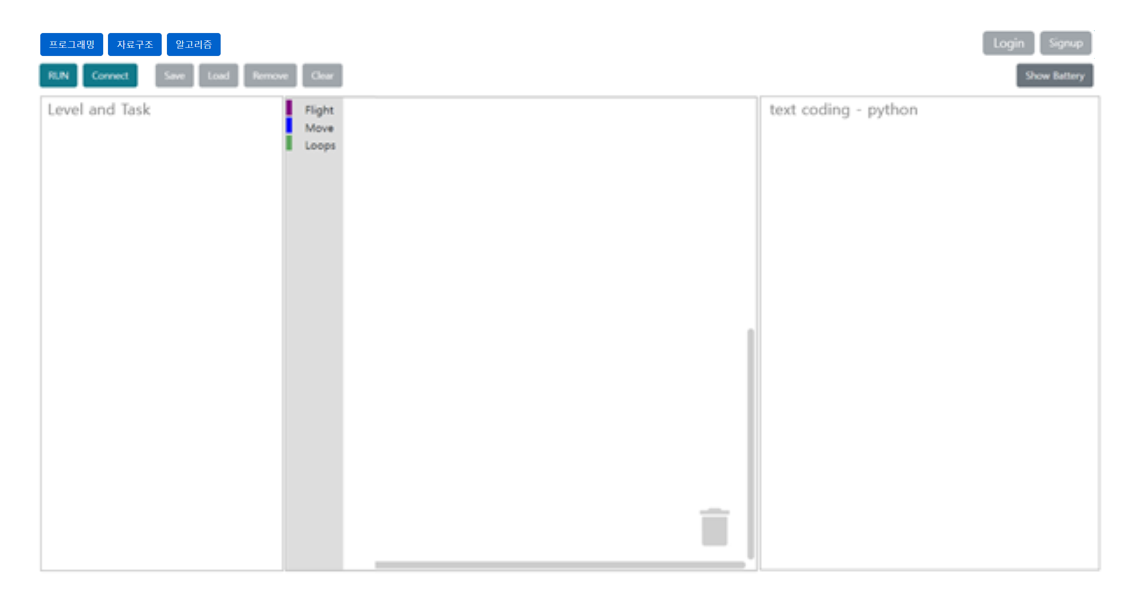 프로그래밍 자료구조 알고리즘 Login Signup
RUN Connect Save Load Remove Clear Show Battery
Level and Task
Flight
Move
Loops
text coding - python